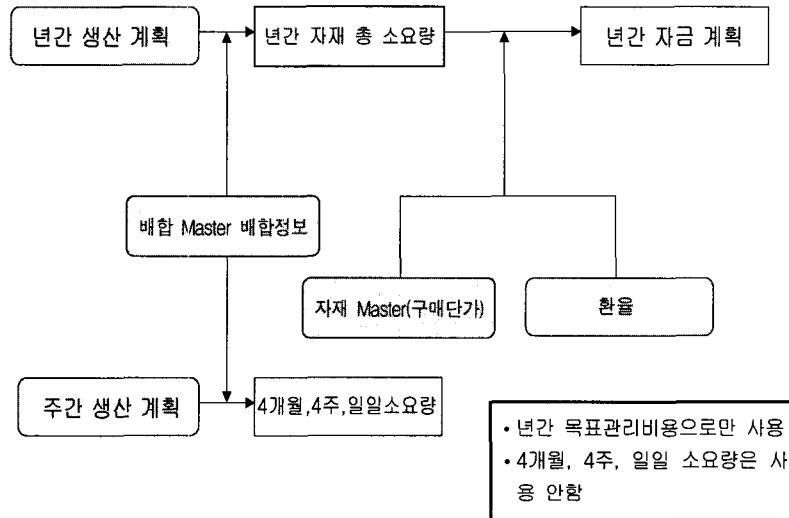 년간 생산 계획
년간 자재 총 소요량
년간 자금 계획
배합 Master 배합정보
자재 Master(구매단가)
환율
주간 생산 계획
4개월,4주,일일소요량
• 년간 목표관리비용으로만 사용
• 4개월, 4주, 일일 소요량은 사
용 안함